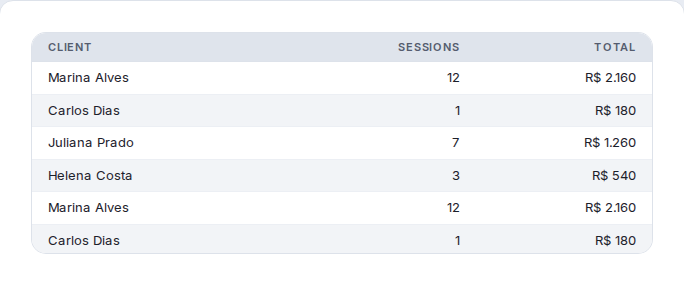 CLIENT SESSIONS TOTAL
Marina Alves 12 R$ 2.160
Carlos Dias 1 R$ 180
Juliana Prado 7 R$ 1.260
Helena Costa 3 R$ 540
Marina Alves 12 R$ 2.160
Carlos Dias 1 R$ 180